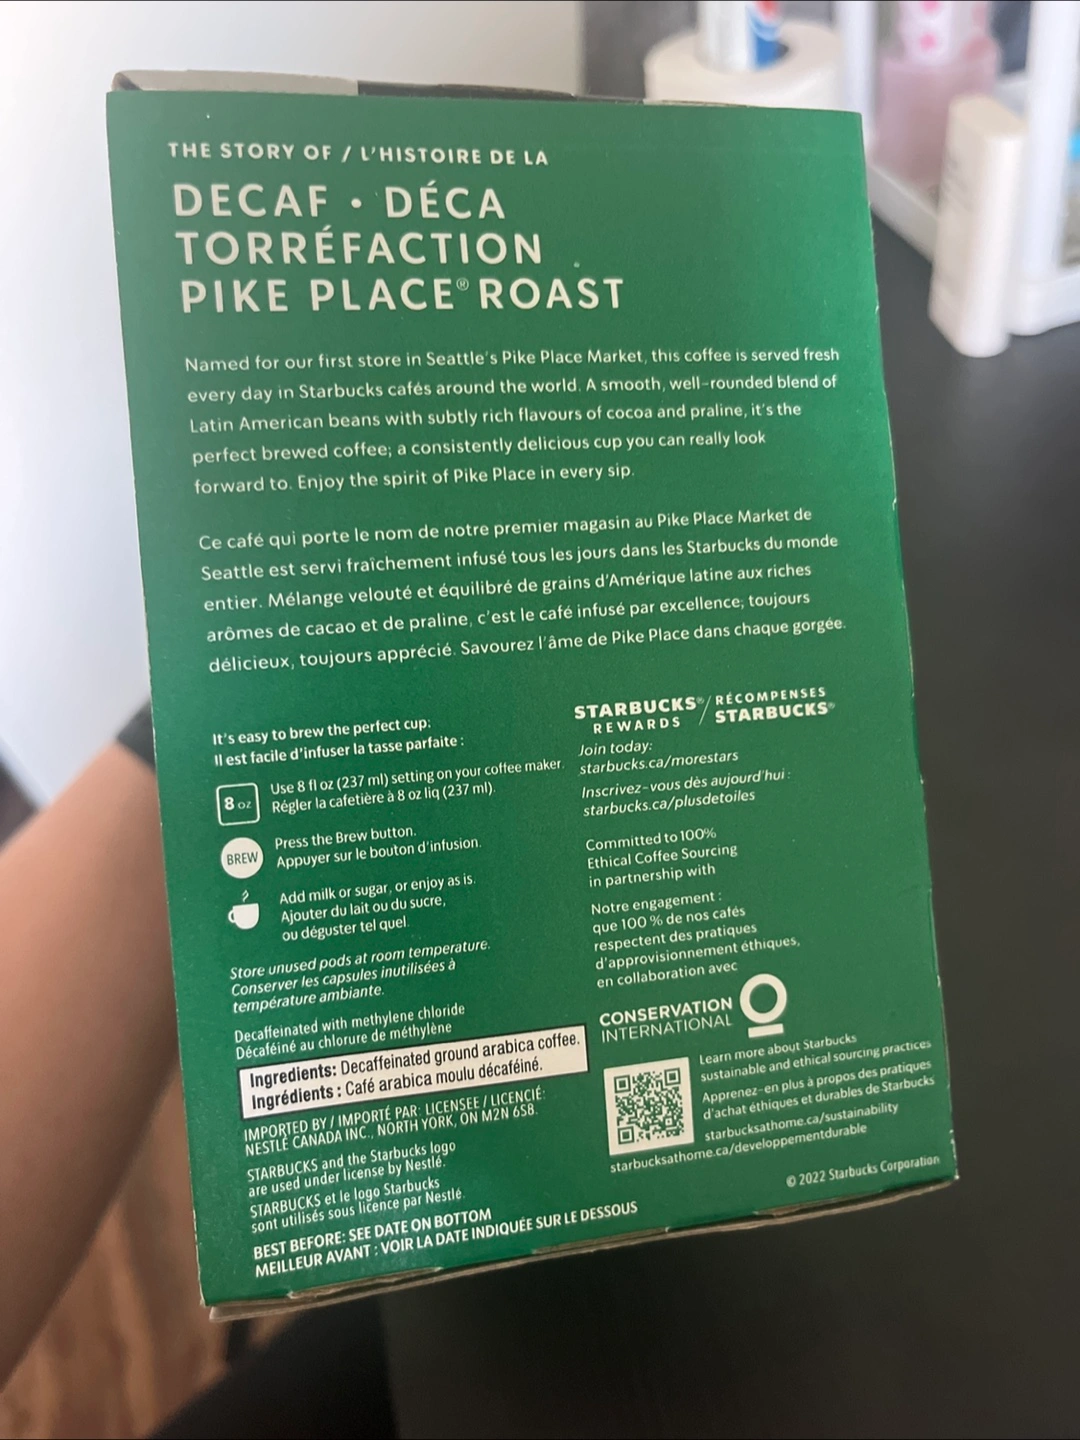 THE STORY OF / L'HISTOIRE DE LA
DECAF • DÉCA
TORRÉFACTION
PIKE PLACE® ROAST
Named for our first store in Seattle's Pike Place Market, this coffee is served fresh
every day in Starbucks cafés around the world. A smooth, well-rounded blend of
Latin American beans with subtly rich flavours of cocoa and praline, it's the
perfect brewed coffee; a consistently delicious cup you can really look
forward to. Enjoy the spirit of Pike Place in every sip.
Ce café qui porte le nom de notre premier magasin au Pike Place Market de
Seattle est servi fraîchement infusé tous les jours dans les Starbucks du monde
entier. Mélange velouté et équilibré de grains d'Amérique latine aux riches
arômes de cacao et de praline, c'est le café infusé par excellence; toujours
délicieux, toujours apprécié. Savourez l'âme de Pike Place dans chaque gorgée.
It's easy to brew the perfect cup:
Il est facile d'infuser la tasse parfaite :
8 oz
Use 8 fl oz (237 ml) setting on your coffee maker.
Régler la cafetière à 8 oz liq (237 ml).
BREW
Press the Brew button.
Appuyer sur le bouton d'infusion.
Add milk or sugar, or enjoy as is.
Ajouter du lait ou du sucre,
ou déguster tel quel.
Store unused pods at room temperature.
Conserver les capsules inutilisées à
température ambiante.
Decaffeinated with methylene chloride
Décaféiné au chlorure de méthylène
Ingredients: Decaffeinated ground arabica coffee.
Ingrédients : Café arabica moulu décaféiné.
IMPORTED BY / IMPORTÉ PAR: LICENSEE / LICENCIÉ:
NESTLÉ CANADA INC., NORTH YORK, ON M2N 6S8.
STARBUCKS and the Starbucks logo
are used under license by Nestlé.
STARBUCKS et le logo Starbucks
sont utilisés sous licence par Nestlé.
BEST BEFORE: SEE DATE ON BOTTOM
MEILLEUR AVANT : VOIR LA DATE INDIQUÉE SUR LE DESSOUS
STARBUCKS® / RÉCOMPENSES
REWARDS / STARBUCKS®
Join today:
starbucks.ca/morestars
Inscrivez-vous dès aujourd'hui :
starbucks.ca/plusdetoiles
Committed to 100%
Ethical Coffee Sourcing
in partnership with
Notre engagement :
que 100 % de nos cafés
respectent des pratiques
d'approvisionnement éthiques,
en collaboration avec
CONSERVATION
INTERNATIONAL
Learn more about Starbucks
sustainable and ethical sourcing practices
Apprenez-en plus à propos des pratiques
d'achat éthiques et durables de Starbucks
starbucksathome.ca/sustainability
starbucksathome.ca/developpementdurable
© 2022 Starbucks Corporation